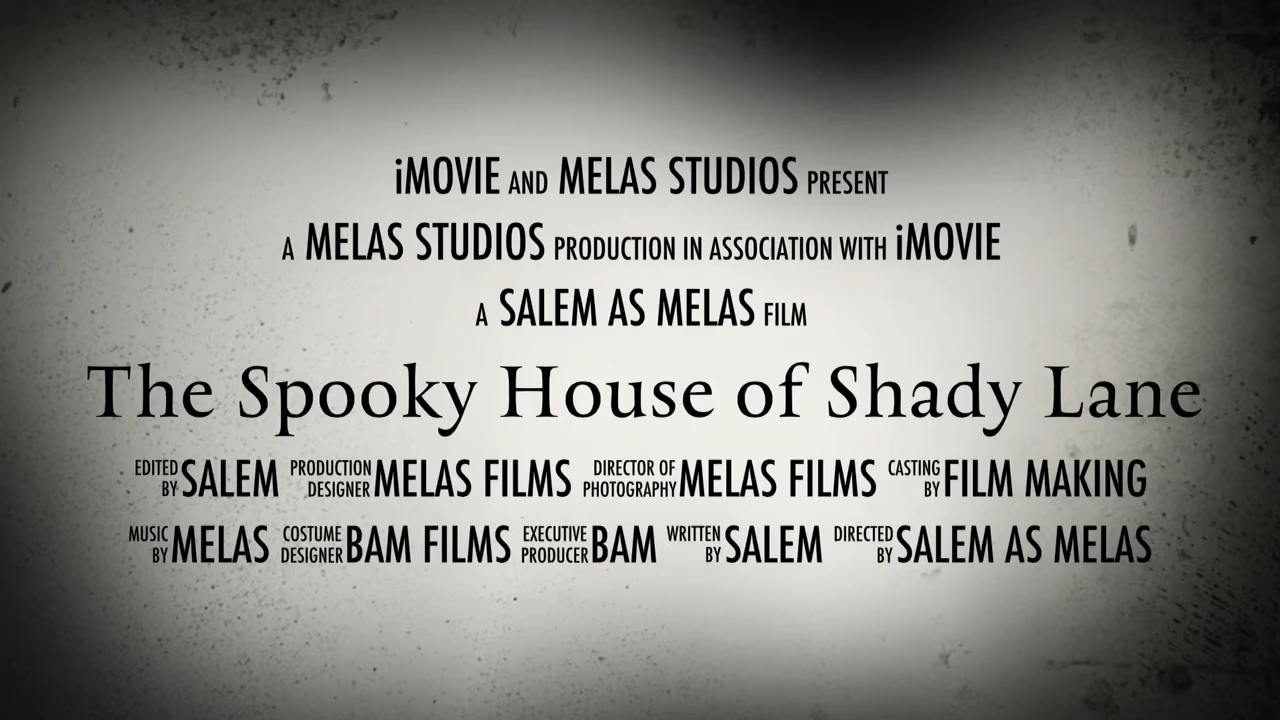 iMOVIE AND MELAS STUDIOS PRESENT
A MELAS STUDIOS PRODUCTION IN ASSOCIATION WITH iMOVIE
A SALEM AS MELAS FILM
The Spooky House of Shady Lane
EDITED BY SALEM PRODUCTION DESIGNER MELAS FILMS DIRECTOR OF PHOTOGRAPHY MELAS FILMS CASTING BY FILM MAKING
MUSIC BY MELAS COSTUME DESIGNER BAM FILMS EXECUTIVE PRODUCER BAM WRITTEN BY SALEM DIRECTED BY SALEM AS MELAS